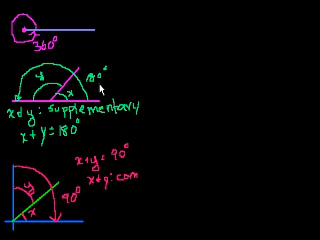 360°
y
x
180°
x+y: supplementary
x+y=180°
x+y=90°
x+y: com
y
x
90°